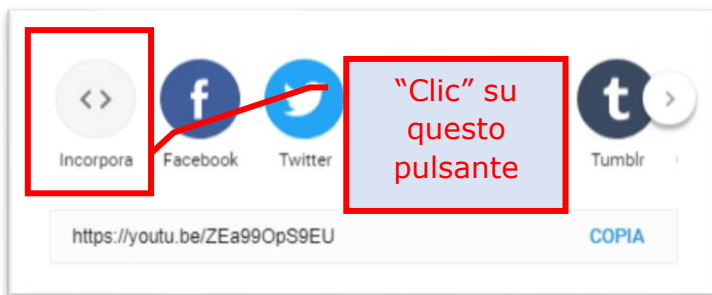 “Clic” su
questo
pulsante
Incorpora
Facebook
Twitter
Tumblr
https://youtu.be/ZEa99OpS9EU
COPIA